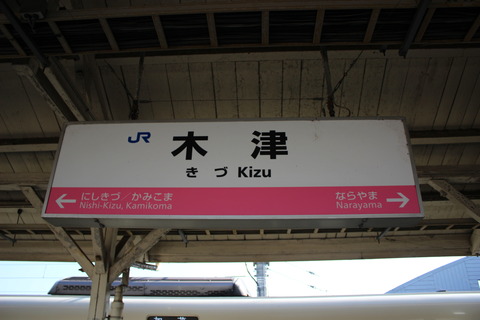 JR 木津
きづ Kizu
← にしきづ／かみこま ならやま →
Nishi-Kizu, Kamikoma Narayama